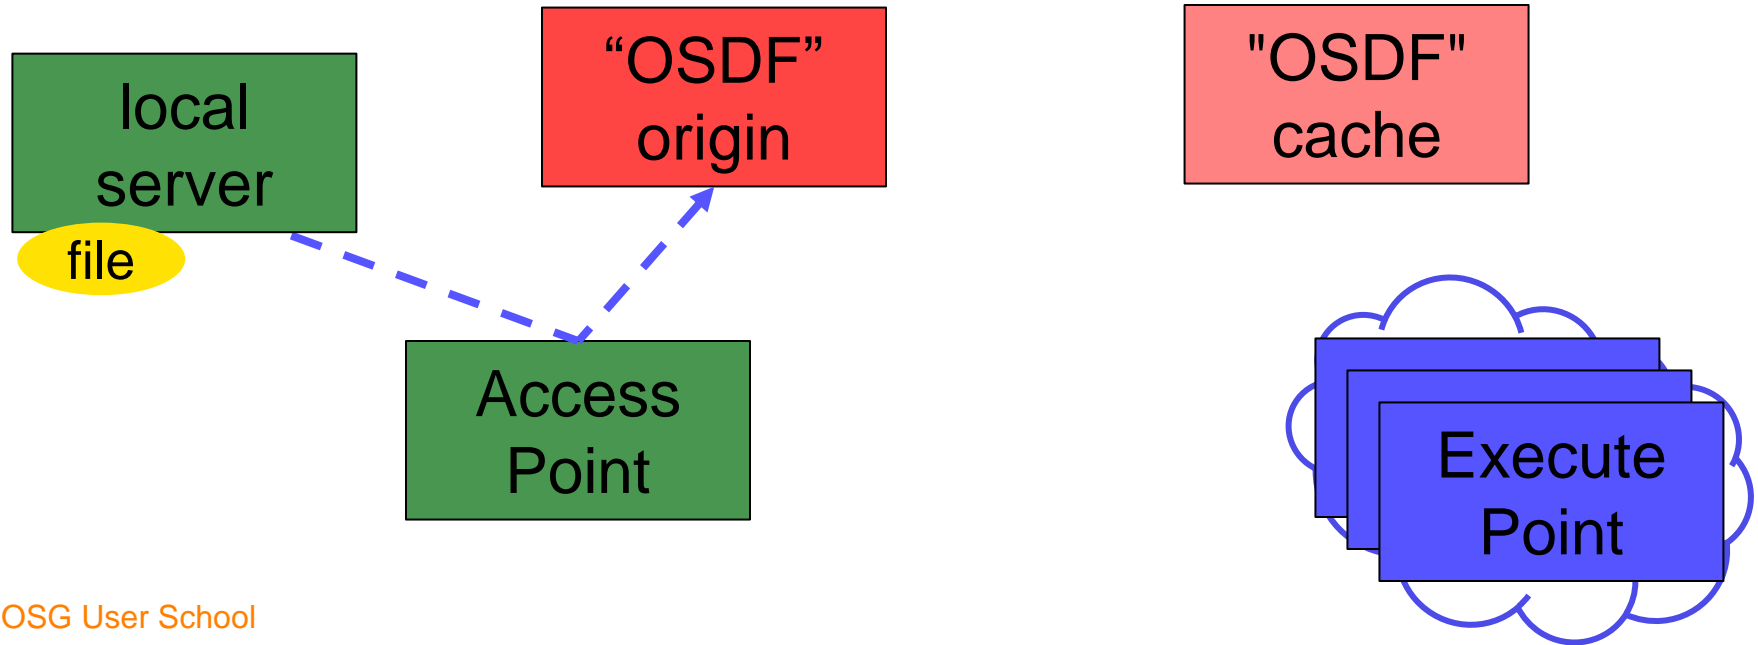 local
server
file
“OSDF”
origin
"OSDF"
cache
Access
Point
Execute
Point
OSG User School